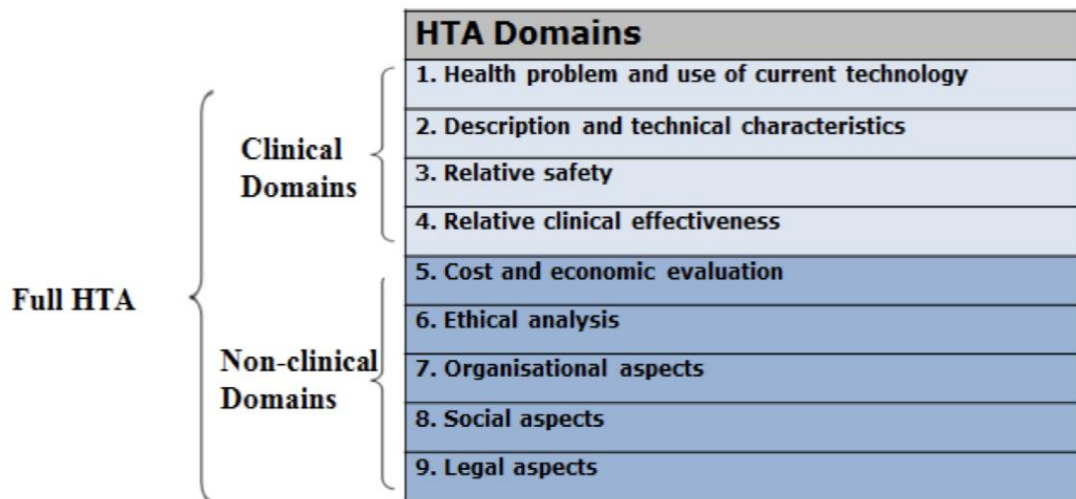 HTA Domains
1. Health problem and use of current technology
2. Description and technical characteristics
3. Relative safety
4. Relative clinical effectiveness
5. Cost and economic evaluation
6. Ethical analysis
7. Organisational aspects
8. Social aspects
9. Legal aspects
Full HTA
Clinical
Domains
Non-clinical
Domains